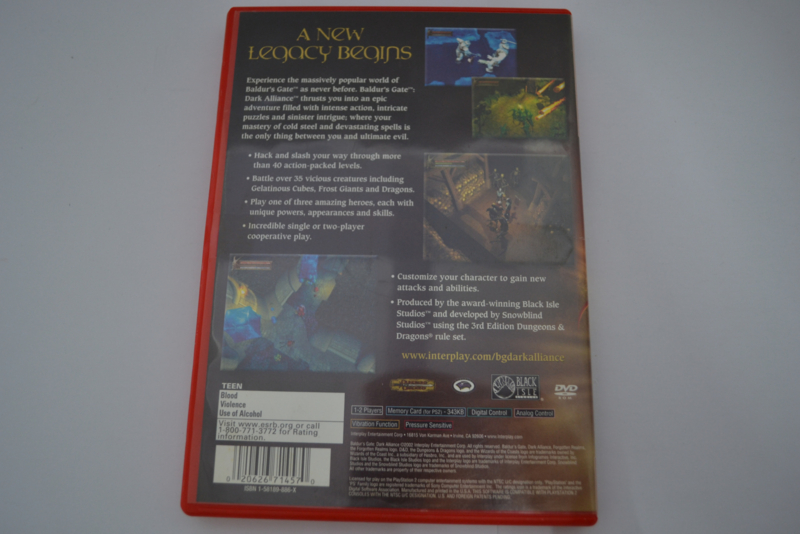 A New
Legacy Begins
Experience the massively popular world of
Baldur's Gate™ as never before. Baldur's Gate™:
Dark Alliance™ thrusts you into an epic
adventure filled with intense action, intricate
puzzles and sinister intrigue; where your
mastery of cold steel and devastating spells is
the only thing between you and ultimate evil.
• Hack and slash your way through more
than 40 action-packed levels.
• Battle over 35 vicious creatures including
Gelatinous Cubes, Frost Giants and Dragons.
• Play one of three amazing heroes, each with
unique powers, appearances and skills.
• Incredible single or two-player
cooperative play.
• Customize your character to gain new
attacks and abilities.
• Produced by the award-winning Black Isle
Studios™ and developed by Snowblind
Studios™ using the 3rd Edition Dungeons &
Dragons® rule set.
www.interplay.com/bgdarkalliance
TEEN
Blood
Violence
Use of Alcohol
Visit www.esrb.org or call
1-800-771-3772 for Rating
information.
BLACK
ISLE
DVD
1-2 Players
Memory Card (for PS2) - 343KB
Digital Control
Analog Control
Vibration Function
Pressure Sensitive
0 20626 71457 0